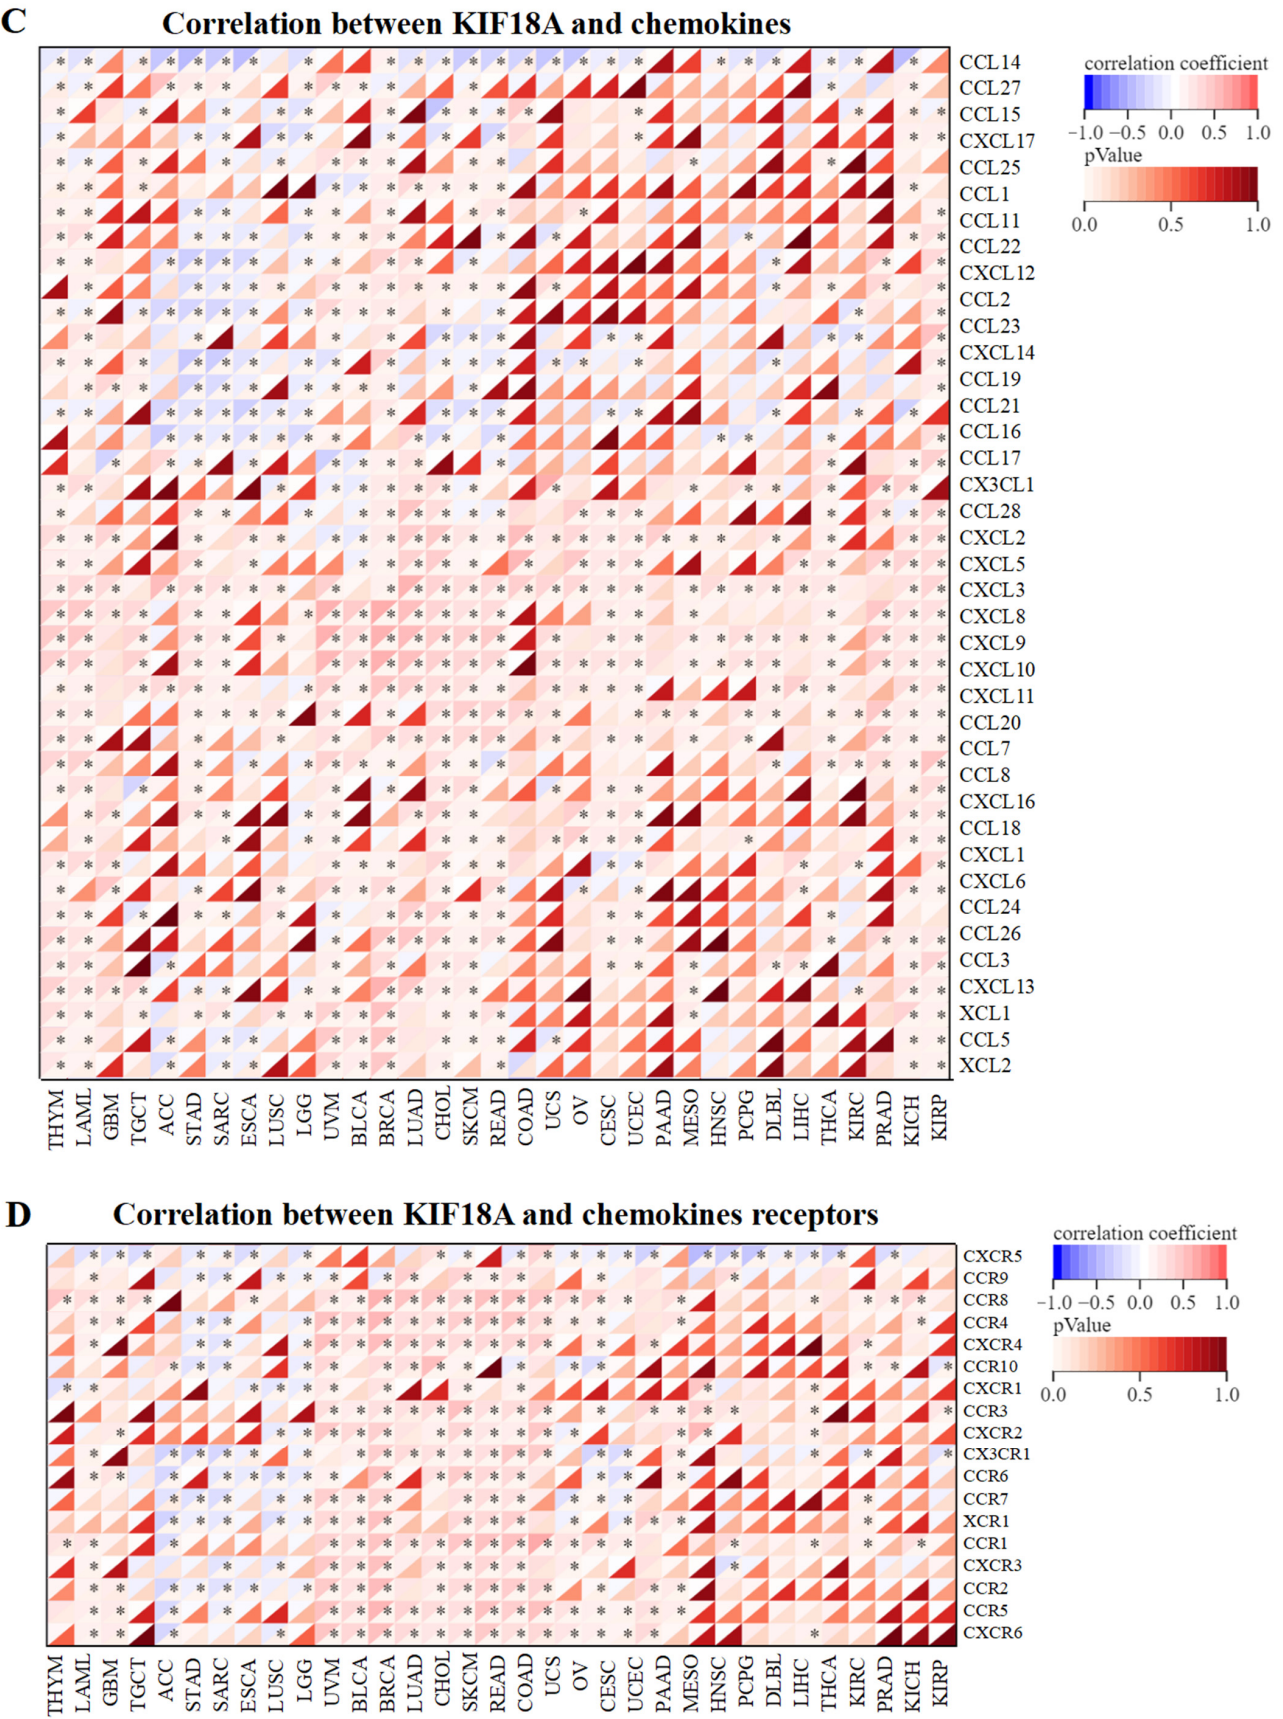 C
Correlation between KIF18A and chemokines
correlation coefficient
−1.0 −0.5 0.0 0.5 1.0
pValue
0.0 0.5 1.0
CCL14
CCL27
CCL15
CXCL17
CCL25
CCL1
CCL11
CCL22
CXCL12
CCL2
CCL23
CXCL14
CCL19
CCL21
CCL16
CCL17
CX3CL1
CCL28
CXCL2
CXCL5
CXCL3
CXCL8
CXCL9
CXCL10
CXCL11
CCL20
CCL7
CCL8
CXCL16
CCL18
CXCL1
CXCL6
CCL24
CCL26
CCL3
CXCL13
XCL1
CCL5
XCL2
THYM LAML GBM TGCT ACC STAD SARC ESCA LUSC LGG UVM BLCA BRCA LUAD CHOL SKCM READ COAD UCS OV CESC UCEC PAAD MESO HNSC PCPG DLBL LIHC THCA KIRC PRAD KICH KIRP
D
Correlation between KIF18A and chemokines receptors
correlation coefficient
−1.0 −0.5 0.0 0.5 1.0
pValue
0.0 0.5 1.0
CXCR5
CCR9
CCR8
CCR4
CXCR4
CCR10
CXCR1
CCR3
CXCR2
CX3CR1
CCR6
CCR7
XCR1
CCR1
CXCR3
CCR2
CCR5
CXCR6
THYM LAML GBM TGCT ACC STAD SARC ESCA LUSC LGG UVM BLCA BRCA LUAD CHOL SKCM READ COAD UCS OV CESC UCEC PAAD MESO HNSC PCPG DLBL LIHC THCA KIRC PRAD KICH KIRP